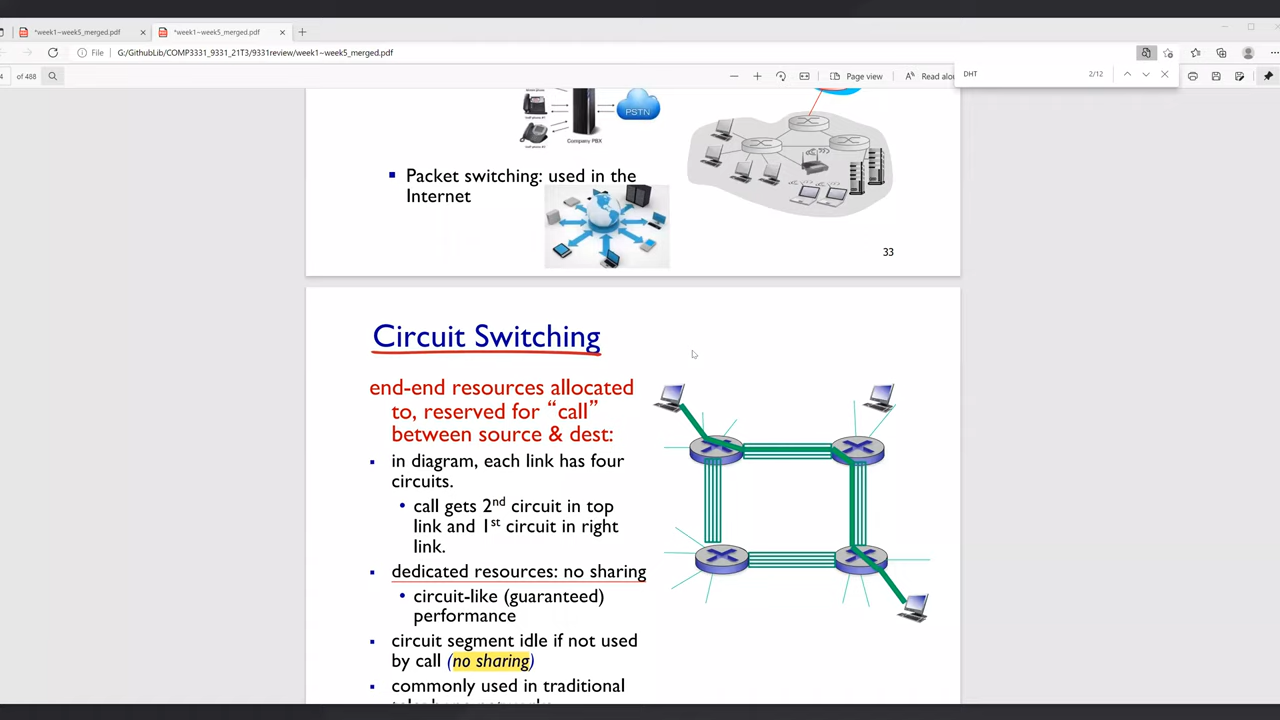 *week1~week5_merged.pdf
*week1~week5_merged.pdf
File
G:/GithubLib/COMP3331_9331_21T3/9331review/week1~week5_merged.pdf
4 of 488
Page view
Read alou
DHT
2/12
PSTN
Company PBX
▪ Packet switching: used in the
Internet
33
Circuit Switching
end-end resources allocated
to, reserved for “call”
between source & dest:
▪ in diagram, each link has four
circuits.
• call gets 2nd circuit in top
link and 1st circuit in right
link.
▪ dedicated resources: no sharing
• circuit-like (guaranteed)
performance
▪ circuit segment idle if not used
by call (no sharing)
▪ commonly used in traditional